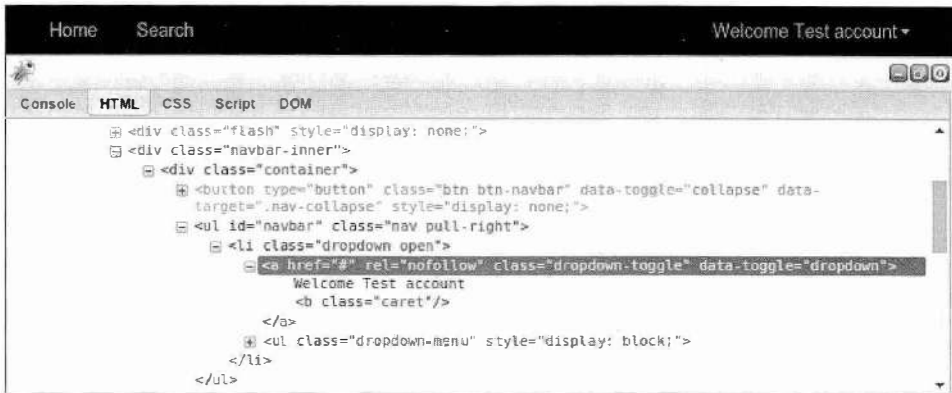 Home Search Welcome Test account
Console HTML CSS Script DOM
<div class="flash" style="display: none;">
<div class="navbar-inner">
<div class="container">
<button type="button" class="btn btn-navbar" data-toggle="collapse" data-
target=".nav-collapse" style="display: none;">
<ul id="navbar" class="nav pull-right">
<li class="dropdown open">
<a href="#" rel="nofollow" class="dropdown-toggle" data-toggle="dropdown">
Welcome Test account
<b class="caret"/>
</a>
<ul class="dropdown-menu" style="display: block;">
</li>
</ul>